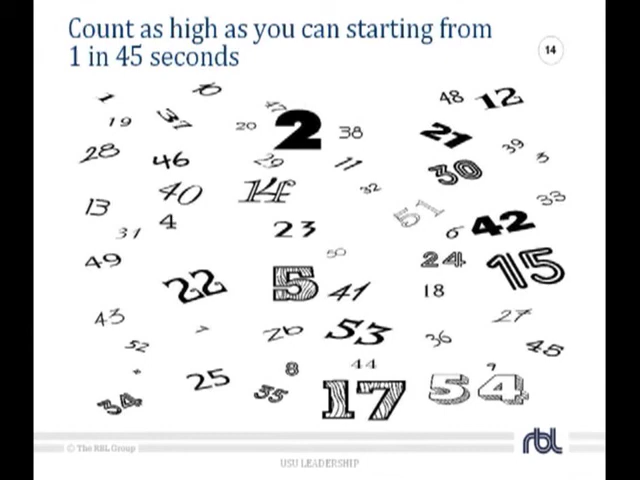 Count as high as you can starting from
1 in 45 seconds
14
1 10 47 2 48 12
19 37 20 38 21 39 3
28 46 29 11 30
40 14 32 33
13 4 51 42
31 23 6
49 50 24 15
22 5 41 18
43 26 53 36 27
52 45
25 8 44 9
34 35 17 54
© The RBL Group
rbl
USU LEADERSHIP